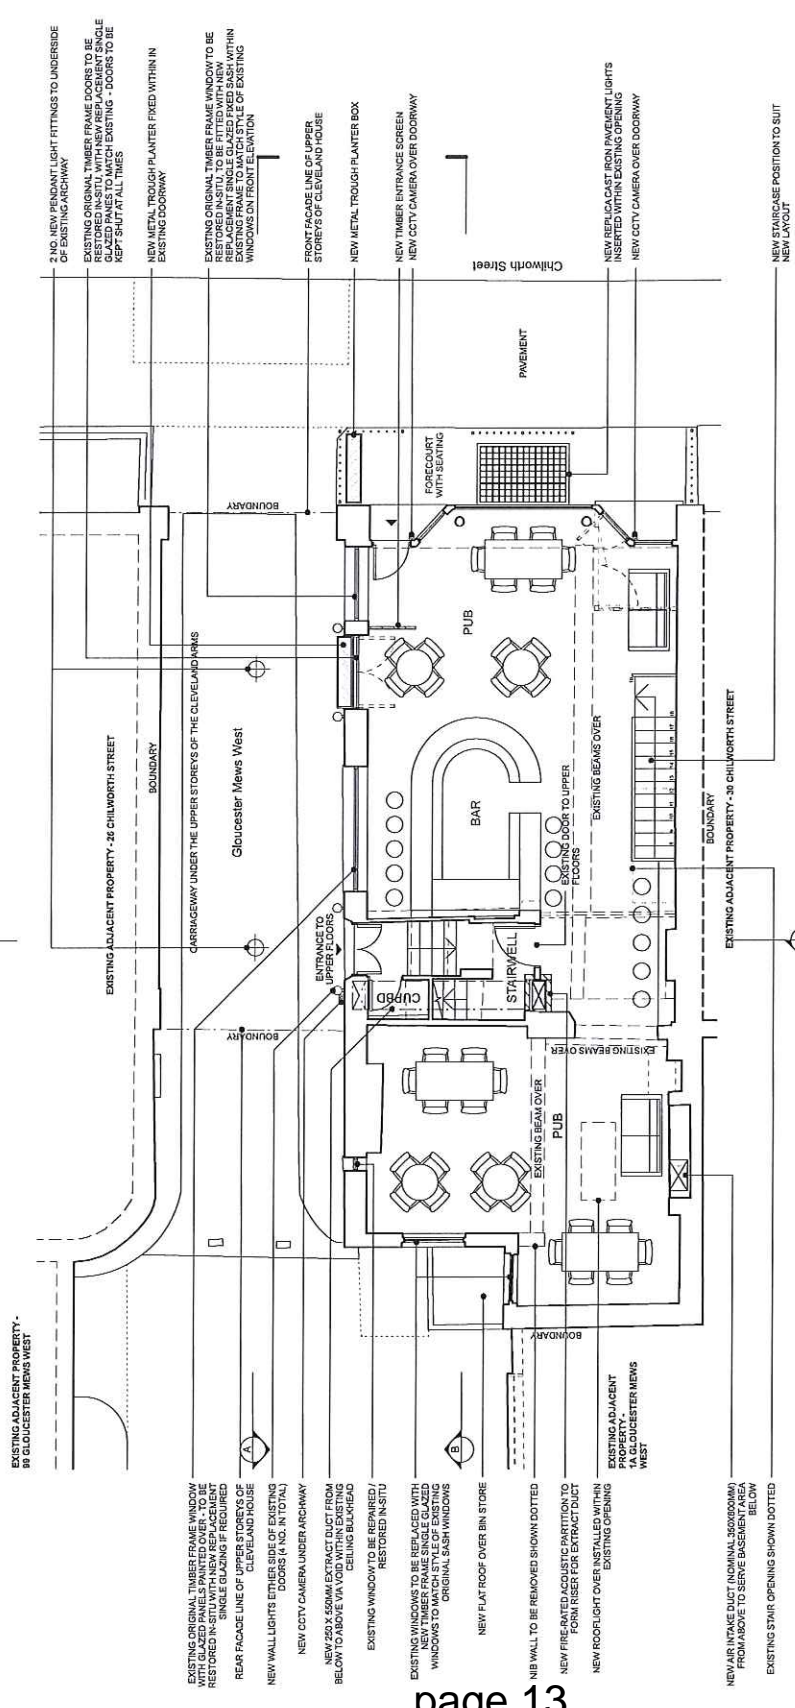 2 NO. NEW PENDANT LIGHT FITTINGS TO UNDERSIDE
OF EXISTING ARCHWAY
EXISTING ORIGINAL TIMBER FRAME DOORS TO BE
RESTORED IN-SITU, WITH NEW REPLACEMENT SINGLE
GLAZED PANES TO MATCH EXISTING - DOORS TO BE
KEPT SHUT AT ALL TIMES
NEW METAL TROUGH PLANTER FIXED WITHIN IN
EXISTING DOORWAY
EXISTING ORIGINAL TIMBER FRAME WINDOW TO BE
RESTORED IN-SITU, TO BE FITTED WITH NEW
REPLACEMENT SINGLE GLAZED FIXED SASH WITHIN
EXISTING FRAME TO MATCH STYLE OF EXISTING
WINDOWS ON FRONT ELEVATION
FRONT FACADE LINE OF UPPER
STOREYS OF CLEVELAND HOUSE
NEW METAL TROUGH PLANTER BOX
NEW TIMBER ENTRANCE SCREEN
NEW CCTV CAMERA OVER DOORWAY
NEW REPLICA CAST IRON PAVEMENT LIGHTS
INSERTED WITHIN EXISTING OPENING
NEW CCTV CAMERA OVER DOORWAY
NEW STAIRCASE POSITION TO SUIT
NEW LAYOUT
Chilworth Street
PAVEMENT
FORECOURT
WITH SEATING
BOUNDARY
PUB
EXISTING ADJACENT PROPERTY - 26 CHILWORTH STREET
BOUNDARY
CARRIAGEWAY UNDER THE UPPER STOREYS OF THE CLEVELAND ARMS
Gloucester Mews West
BAR
EXISTING BEAMS OVER
EXISTING DOOR TO UPPER
FLOORS
ENTRANCE TO
UPPER FLOORS
STAIRWELL
CUPBD
BOUNDARY
EXISTING ADJACENT PROPERTY - 30 CHILWORTH STREET
BOUNDARY
EXISTING BEAMS OVER
EXISTING BEAM OVER
PUB
BOUNDARY
A
B
EXISTING ADJACENT PROPERTY -
99 GLOUCESTER MEWS WEST
EXISTING ADJACENT
PROPERTY -
1A GLOUCESTER MEWS
WEST
EXISTING ORIGINAL TIMBER FRAME WINDOW
WITH GLAZED PANELS PAINTED OVER - TO BE
RESTORED IN-SITU WITH NEW REPLACEMENT
SINGLE GLAZING IF REQUIRED
REAR FACADE LINE OF UPPER STOREYS OF
CLEVELAND HOUSE
NEW WALL LIGHTS EITHER SIDE OF EXISTING
DOORS (4 NO. IN TOTAL)
NEW CCTV CAMERA UNDER ARCHWAY
NEW 250 X 550MM EXTRACT DUCT FROM
BELOW TO ABOVE VIA VOID WITHIN EXISTING
CEILING BULKHEAD
EXISTING WINDOW TO BE REPAIRED /
RESTORED IN-SITU
EXISTING WINDOWS TO BE REPLACED WITH
NEW TIMBER FRAME SINGLE GLAZED
WINDOWS TO MATCH STYLE OF EXISTING
ORIGINAL SASH WINDOWS
NEW FLAT ROOF OVER BIN STORE
NIB WALL TO BE REMOVED SHOWN DOTTED
NEW FIRE-RATED ACOUSTIC PARTITION TO
FORM RISER FOR EXTRACT DUCT
NEW ROOFLIGHT OVER INSTALLED WITHIN
EXISTING OPENING
NEW AIR INTAKE DUCT (NOMINAL 350X600MM)
FROM ABOVE TO SERVE BASEMENT AREA
BELOW
EXISTING STAIR OPENING SHOWN DOTTED
page 13